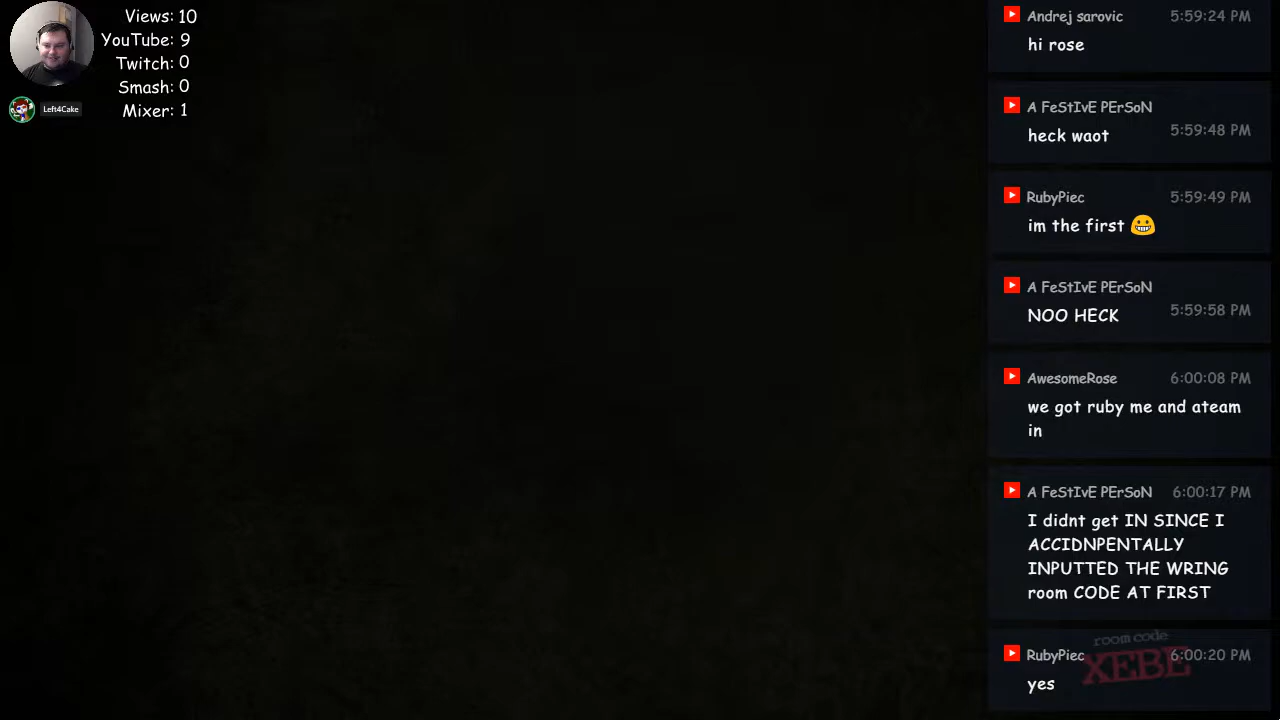 Views: 10
YouTube: 9
Twitch: 0
Smash: 0
Mixer: 1
Left4Cake
Andrej sarovic 5:59:24 PM
hi rose
A FeStIvE PErSoN
5:59:48 PM
heck waot
RubyPiec 5:59:49 PM
im the first 😬
A FeStIvE PErSoN
5:59:58 PM
NOO HECK
AwesomeRose 6:00:08 PM
we got ruby me and ateam
in
A FeStIvE PErSoN 6:00:17 PM
I didnt get IN SINCE I
ACCIDNPENTALLY
INPUTTED THE WRING
room CODE AT FIRST
room code
RubyPiec 6:00:20 PM
XEBE
yes